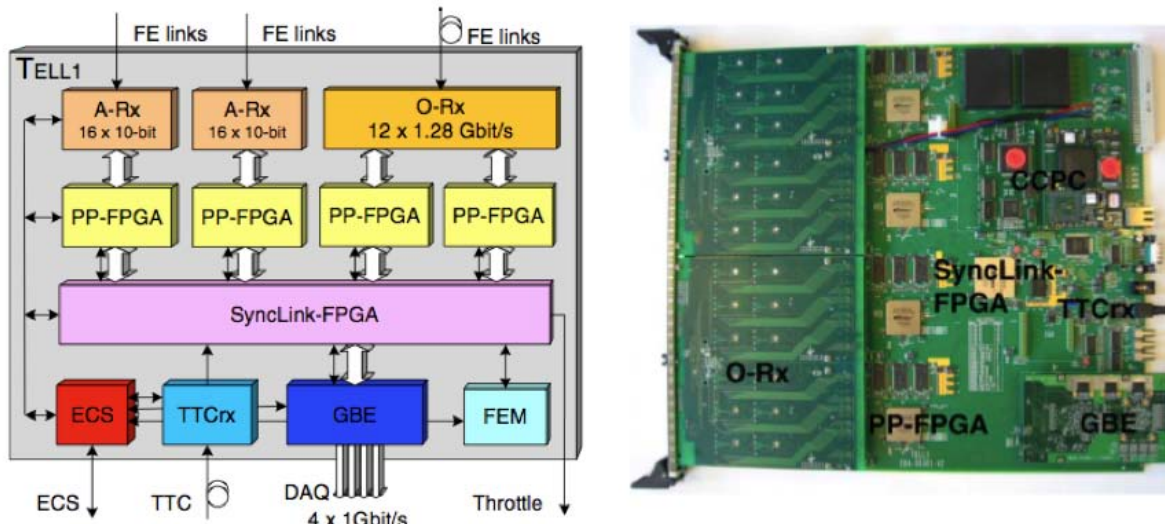 FE links
FE links
FE links
TELL1
A-Rx
16 x 10-bit
A-Rx
16 x 10-bit
O-Rx
12 x 1.28 Gbit/s
PP-FPGA
PP-FPGA
PP-FPGA
PP-FPGA
SyncLink-FPGA
ECS
TTCrx
GBE
FEM
ECS
TTC
DAQ
4 x 1Gbit/s
Throttle
CCPC
SyncLink-
FPGA
TTCrx
O-Rx
PP-FPGA
GBE